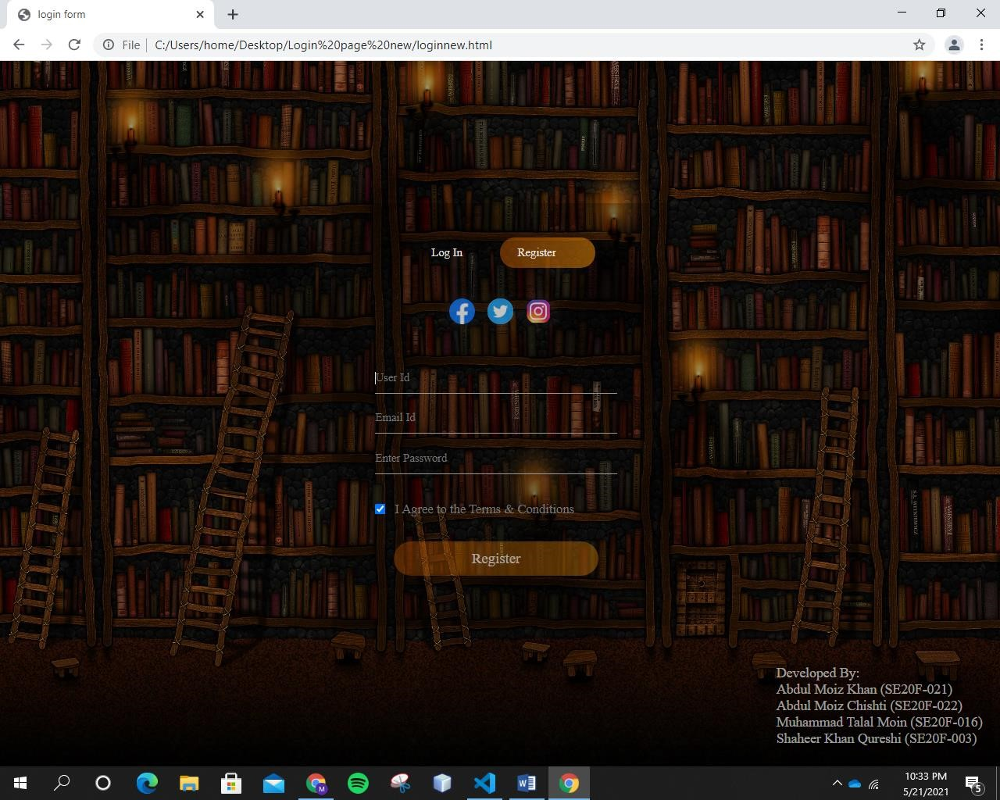 login form
File
C:/Users/home/Desktop/Login%20page%20new/loginnew.html
Log In
Register
User Id
Email Id
Enter Password
I Agree to the Terms & Conditions
Register
Developed By:
Abdul Moiz Khan (SE20F-021)
Abdul Moiz Chishti (SE20F-022)
Muhammad Talal Moin (SE20F-016)
Shaheer Khan Qureshi (SE20F-003)
M
10:33 PM
5/21/2021
5